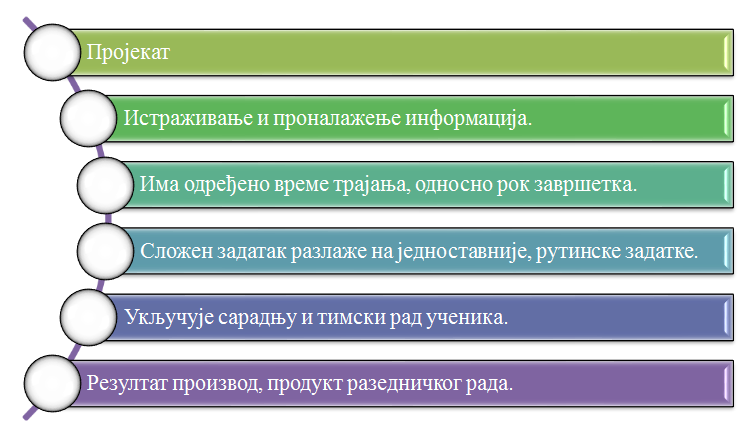 Пројекат
Истраживање и проналажење информација.
Има одређено време трајања, односно рок завршетка.
Сложен задатак разлаже на једноставније, рутинске задатке.
Укључује сарадњу и тимски рад ученика.
Резултат производ, продукт разедничког рада.